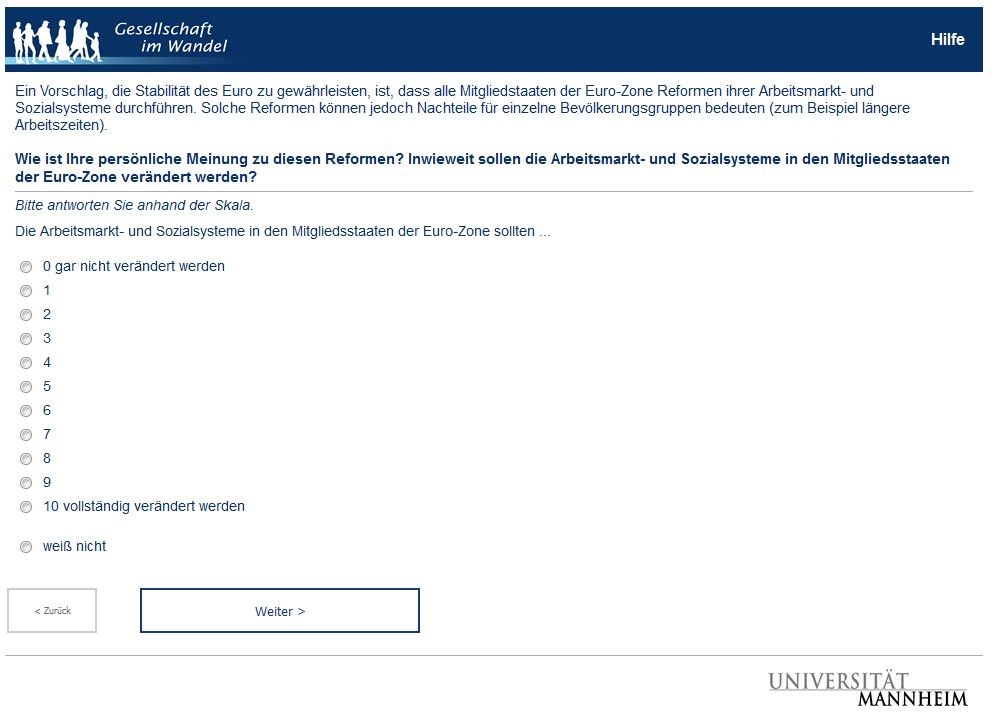 Gesellschaft
im Wandel
Hilfe
Ein Vorschlag, die Stabilität des Euro zu gewährleisten, ist, dass alle Mitgliedstaaten der Euro-Zone Reformen ihrer Arbeitsmarkt- und
Sozialsysteme durchführen. Solche Reformen können jedoch Nachteile für einzelne Bevölkerungsgruppen bedeuten (zum Beispiel längere
Arbeitszeiten).
Wie ist Ihre persönliche Meinung zu diesen Reformen? Inwieweit sollen die Arbeitsmarkt- und Sozialsysteme in den Mitgliedsstaaten
der Euro-Zone verändert werden?
Bitte antworten Sie anhand der Skala.
Die Arbeitsmarkt- und Sozialsysteme in den Mitgliedsstaaten der Euro-Zone sollten ...
0 gar nicht verändert werden
1
2
3
4
5
6
7
8
9
10 vollständig verändert werden
weiß nicht
< Zurück
Weiter >
UNIVERSITÄT
MANNHEIM